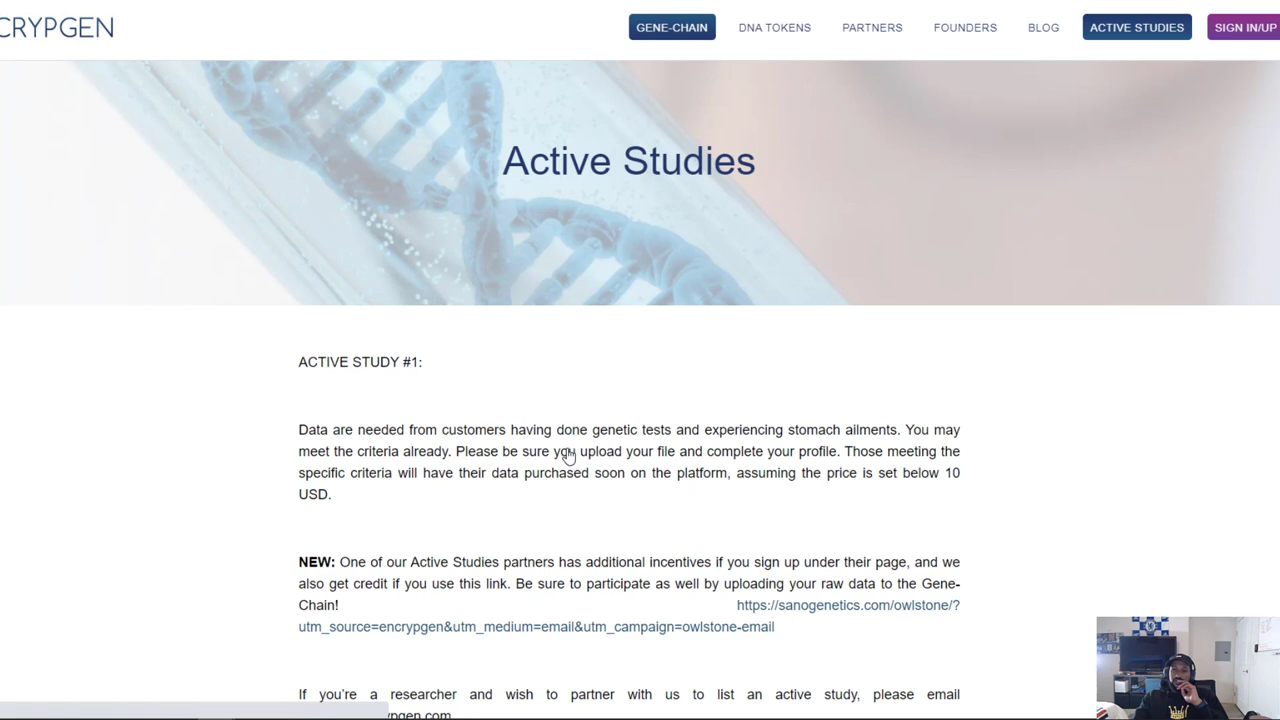 CRYPGEN
GENE-CHAIN
DNA TOKENS
PARTNERS
FOUNDERS
BLOG
ACTIVE STUDIES
SIGN IN/UP
Active Studies
ACTIVE STUDY #1:
Data are needed from customers having done genetic tests and experiencing stomach ailments. You may
meet the criteria already. Please be sure you upload your file and complete your profile. Those meeting the
specific criteria will have their data purchased soon on the platform, assuming the price is set below 10
USD.
NEW: One of our Active Studies partners has additional incentives if you sign up under their page, and we
also get credit if you use this link. Be sure to participate as well by uploading your raw data to the Gene-
Chain! https://sanogenetics.com/owlstone/?
utm_source=encrypgen&utm_medium=email&utm_campaign=owlstone-email
If you're a researcher and wish to partner with us to list an active study, please email
ypgen.com